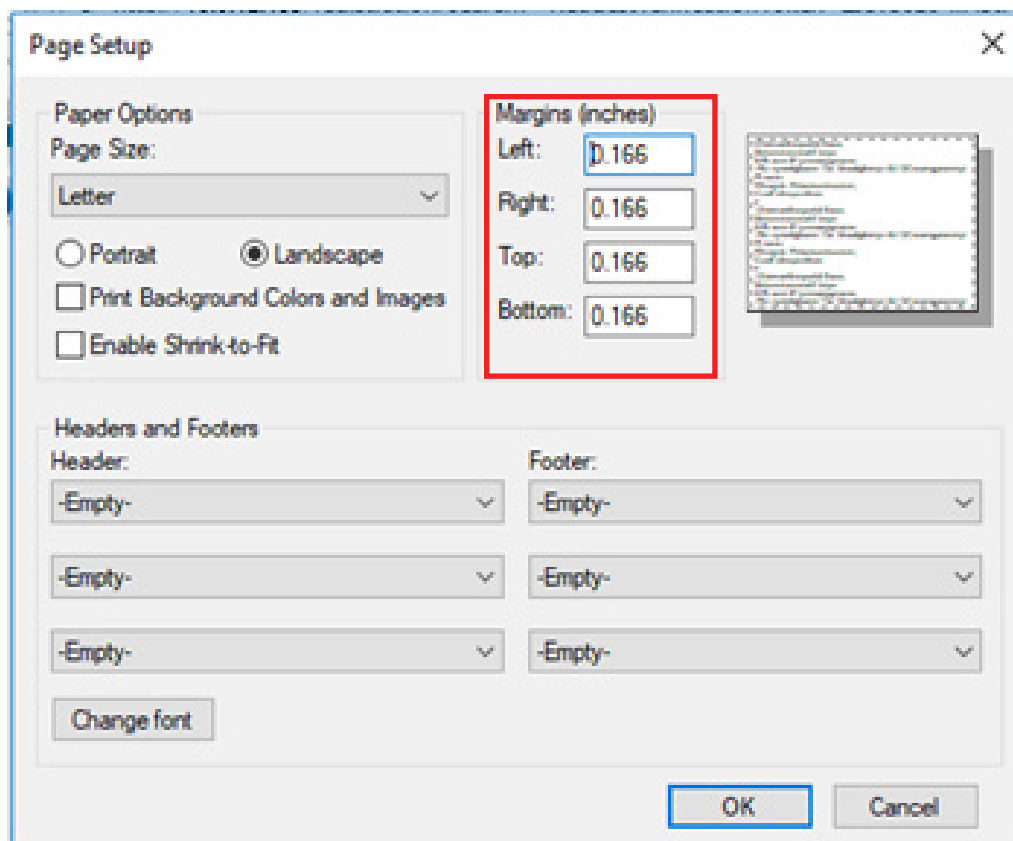 Page Setup
Paper Options
Page Size:
Letter
Portrait
Landscape
Print Background Colors and Images
Enable Shrink-to-Fit
Margins (inches)
Left: 0.166
Right: 0.166
Top: 0.166
Bottom: 0.166
Headers and Footers
Header: Footer:
-Empty- -Empty-
-Empty- -Empty-
-Empty- -Empty-
Change font
OK Cancel